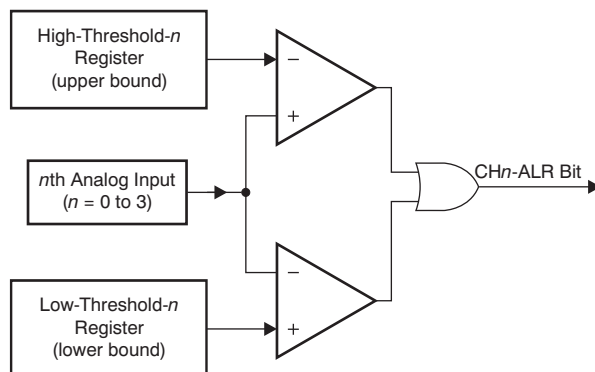 High-Threshold-n
Register
(upper bound)
−
+
nth Analog Input
(n = 0 to 3)
CHn-ALR Bit
−
+
Low-Threshold-n
Register
(lower bound)